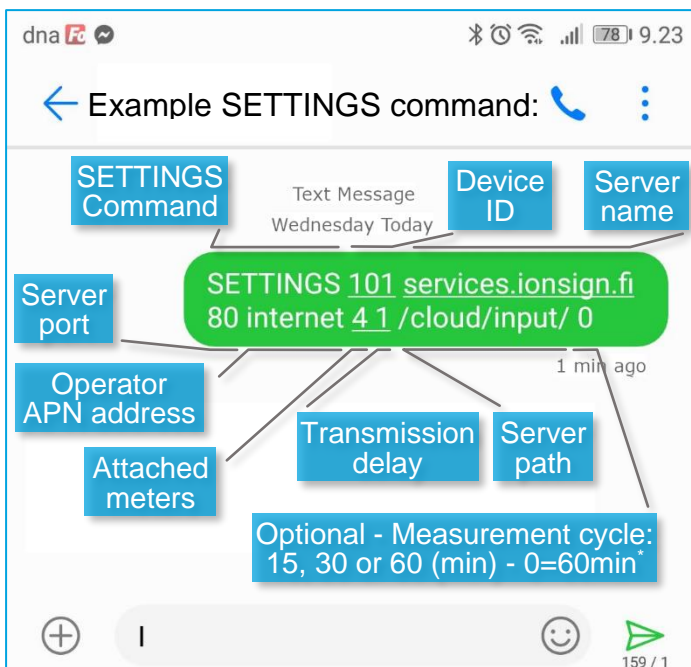 dna Fc 78 9.23
Example SETTINGS command:
SETTINGS
Command
Text Message
Wednesday Today
Device
ID
Server
name
SETTINGS 101 services.ionsign.fi
80 internet 4 1 /cloud/input/ 0
Server
port
1 min ago
Operator
APN address
Attached
meters
Transmission
delay
Server
path
Optional - Measurement cycle:
15, 30 or 60 (min) - 0=60min*
I
159 / 1